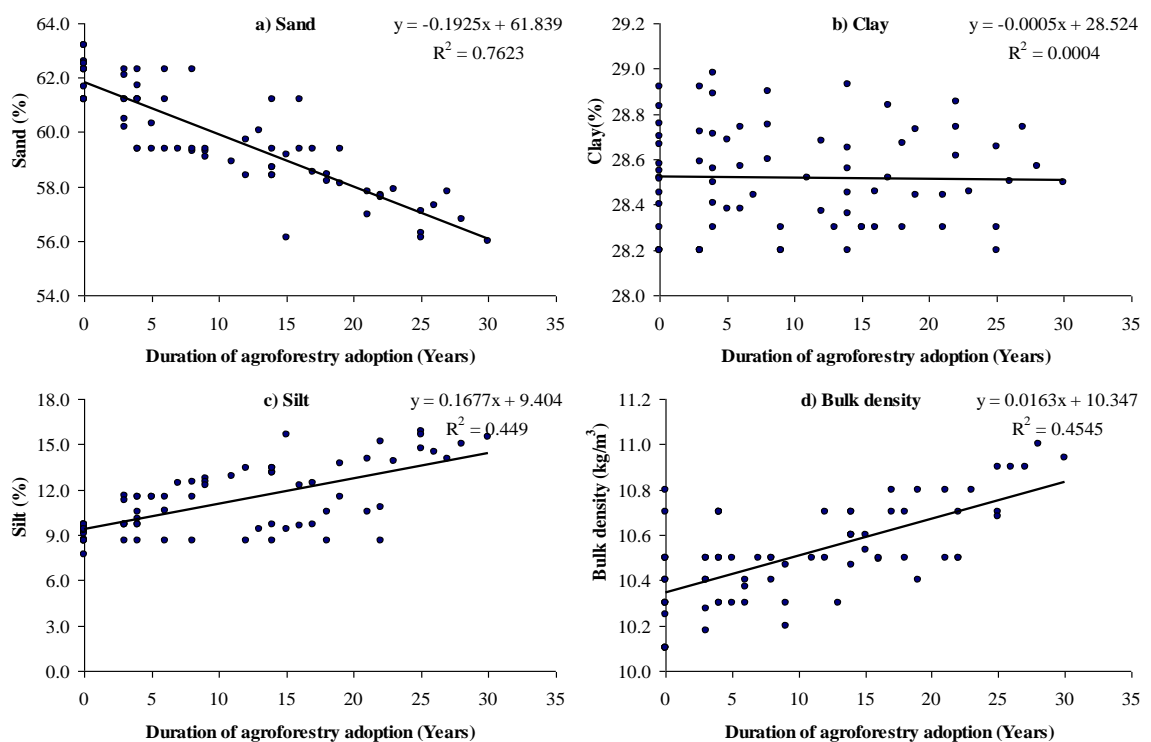 a) Sand
y = -0.1925x + 61.839
R² = 0.7623
Sand (%)
64.0
62.0
60.0
58.0
56.0
54.0
0 5 10 15 20 25 30 35
Duration of agroforestry adoption (Years)
b) Clay
y = -0.0005x + 28.524
R² = 0.0004
Clay(%)
29.2
29.0
28.8
28.6
28.4
28.2
28.0
0 5 10 15 20 25 30 35
Duration of agroforestry adoption (Years)
c) Silt
y = 0.1677x + 9.404
R² = 0.449
Silt (%)
18.0
15.0
12.0
9.0
6.0
3.0
0.0
0 5 10 15 20 25 30 35
Duration of agroforestry adoption (Years)
d) Bulk density
y = 0.0163x + 10.347
R² = 0.4545
Bulk density (kg/m³)
11.2
11.0
10.8
10.6
10.4
10.2
10.0
0 5 10 15 20 25 30 35
Duration of agroforestry adoption (Years)